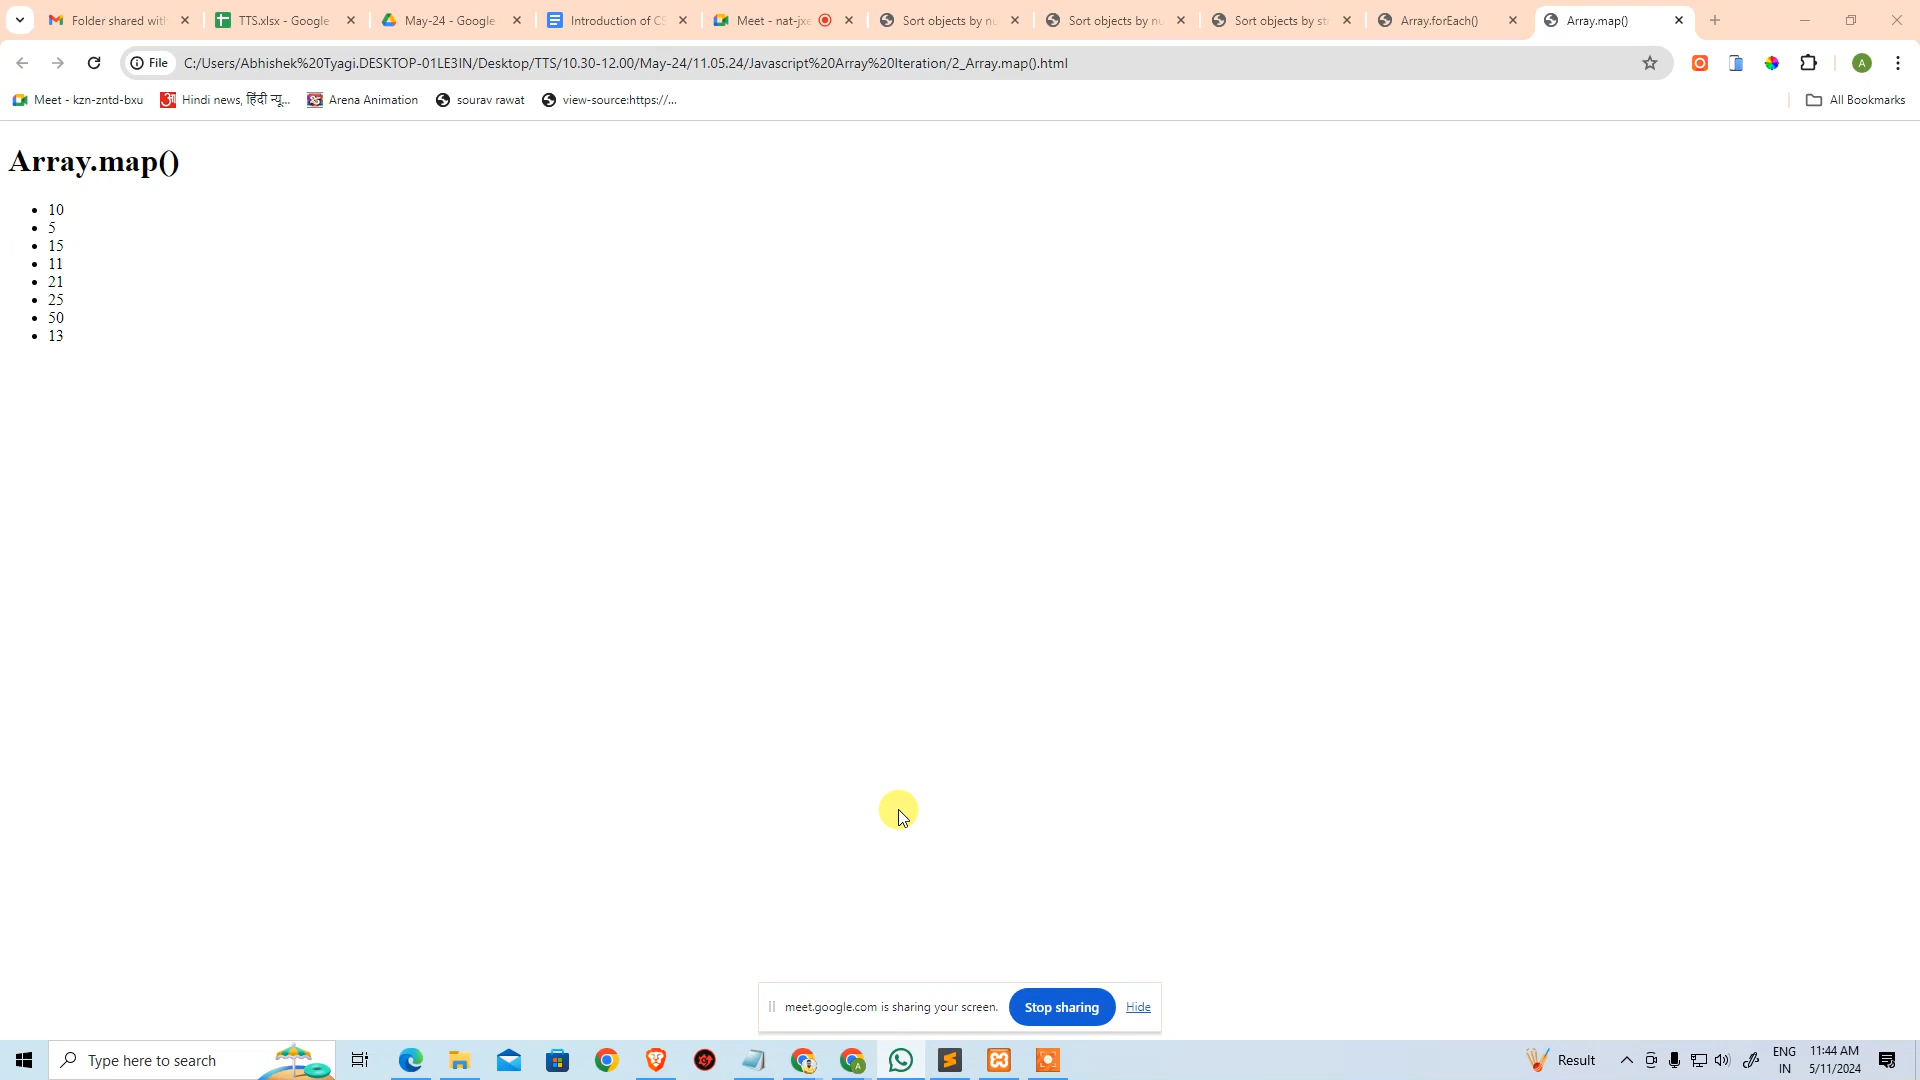 Folder shared with
TTS.xlsx - Google
May-24 - Google
Introduction of CS
Meet - nat-jxe
Sort objects by nu
Sort objects by nu
Sort objects by st
Array.forEach()
Array.map()
File
C:/Users/Abhishek%20Tyagi.DESKTOP-01LE3IN/Desktop/TTS/10.30-12.00/May-24/11.05.24/Javascript%20Array%20Iteration/2_Array.map().html
A
Meet - kzn-zntd-bxu
Hindi news, हिंदी न्यू...
Arena Animation
sourav rawat
view-source:https://...
All Bookmarks
Array.map()
• 10
• 5
• 15
• 11
• 21
• 25
• 50
• 13
meet.google.com is sharing your screen.
Stop sharing
Hide
Type here to search
Result
ENG
IN
11:44 AM
5/11/2024